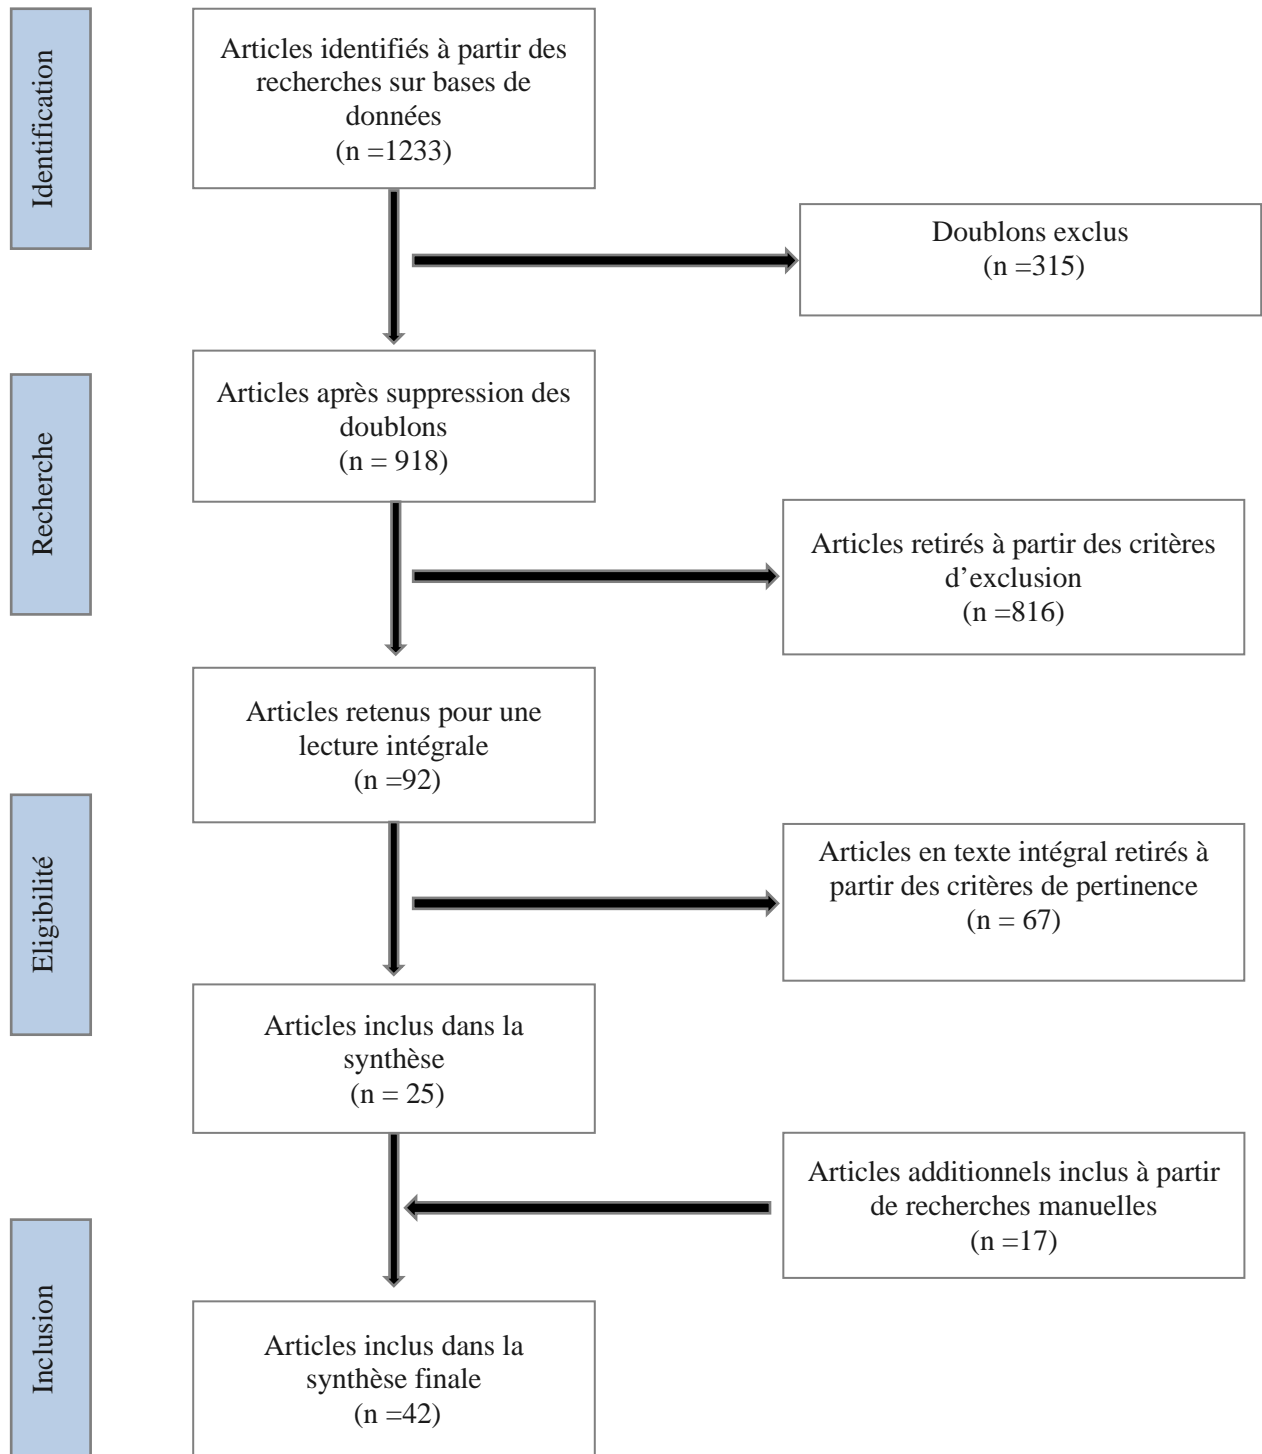 Identification
Articles identifiés à partir des
recherches sur bases de
données
(n =1233)
Doublons exclus
(n =315)
Recherche
Articles après suppression des
doublons
(n = 918)
Articles retirés à partir des critères
d’exclusion
(n =816)
Articles retenus pour une
lecture intégrale
(n =92)
Eligibilité
Articles en texte intégral retirés à
partir des critères de pertinence
(n = 67)
Articles inclus dans la
synthèse
(n = 25)
Articles additionnels inclus à partir
de recherches manuelles
(n =17)
Inclusion
Articles inclus dans la
synthèse finale
(n =42)